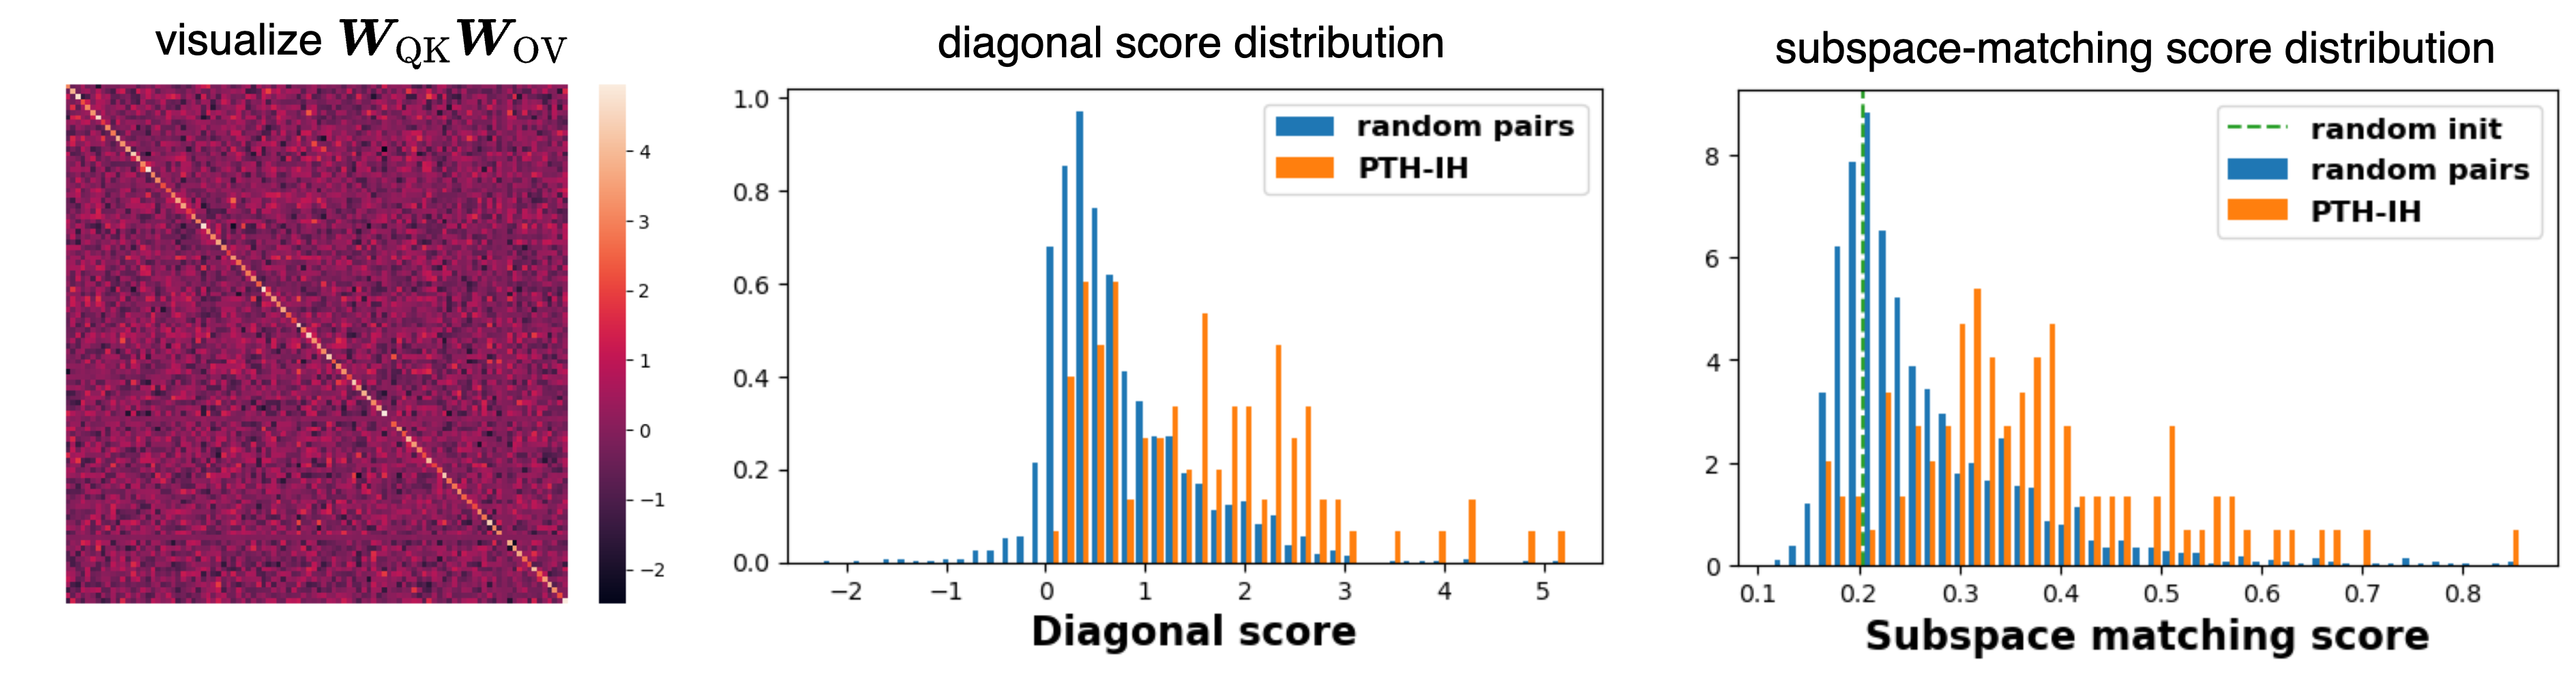 visualize W_QK W_OV
4
3
2
1
0
−1
−2
diagonal score distribution
1.0
0.8
0.6
0.4
0.2
0.0
random pairs
PTH-IH
−2 −1 0 1 2 3 4 5
Diagonal score
subspace-matching score distribution
8
6
4
2
0
random init
random pairs
PTH-IH
0.1 0.2 0.3 0.4 0.5 0.6 0.7 0.8
Subspace matching score